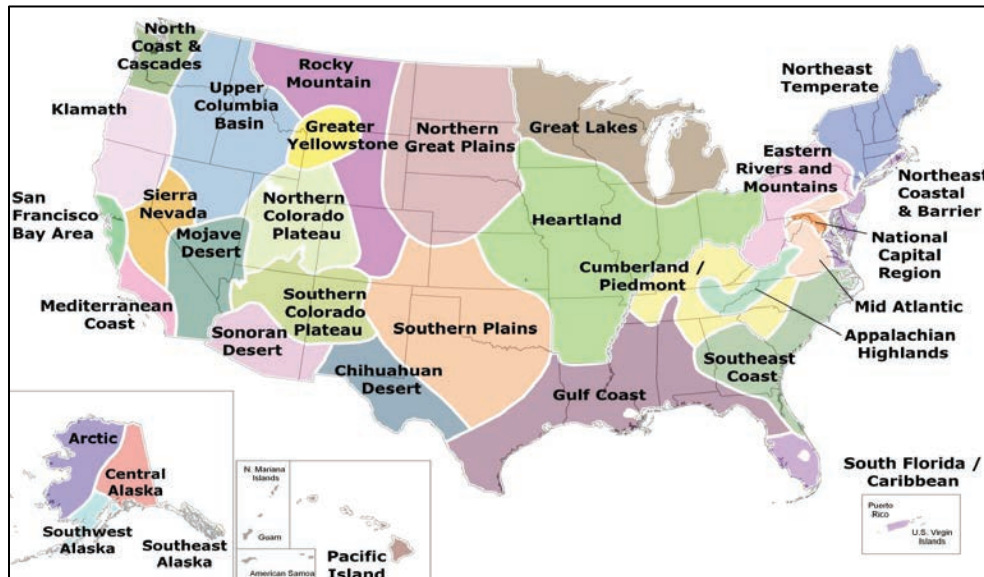 North
Coast &
Cascades
Klamath
Upper
Columbia
Basin
Rocky
Mountain
Greater
Yellowstone
Northern
Great Plains
Great Lakes
Northeast
Temperate
Eastern
Rivers and
Mountains
Northeast
Coastal
& Barrier
San
Francisco
Bay Area
Sierra
Nevada
Mojave
Desert
Northern
Colorado
Plateau
Heartland
National
Capital
Region
Cumberland /
Piedmont
Mid Atlantic
Mediterranean
Coast
Southern
Colorado
Plateau
Southern Plains
Appalachian
Highlands
Sonoran
Desert
Chihuahuan
Desert
Gulf Coast
Southeast
Coast
South Florida /
Caribbean
Arctic
Central
Alaska
Southwest
Alaska
Southeast
Alaska
N. Mariana
Islands
Guam
American Samoa
Pacific
Island
Puerto
Rico
U.S. Virgin
Islands